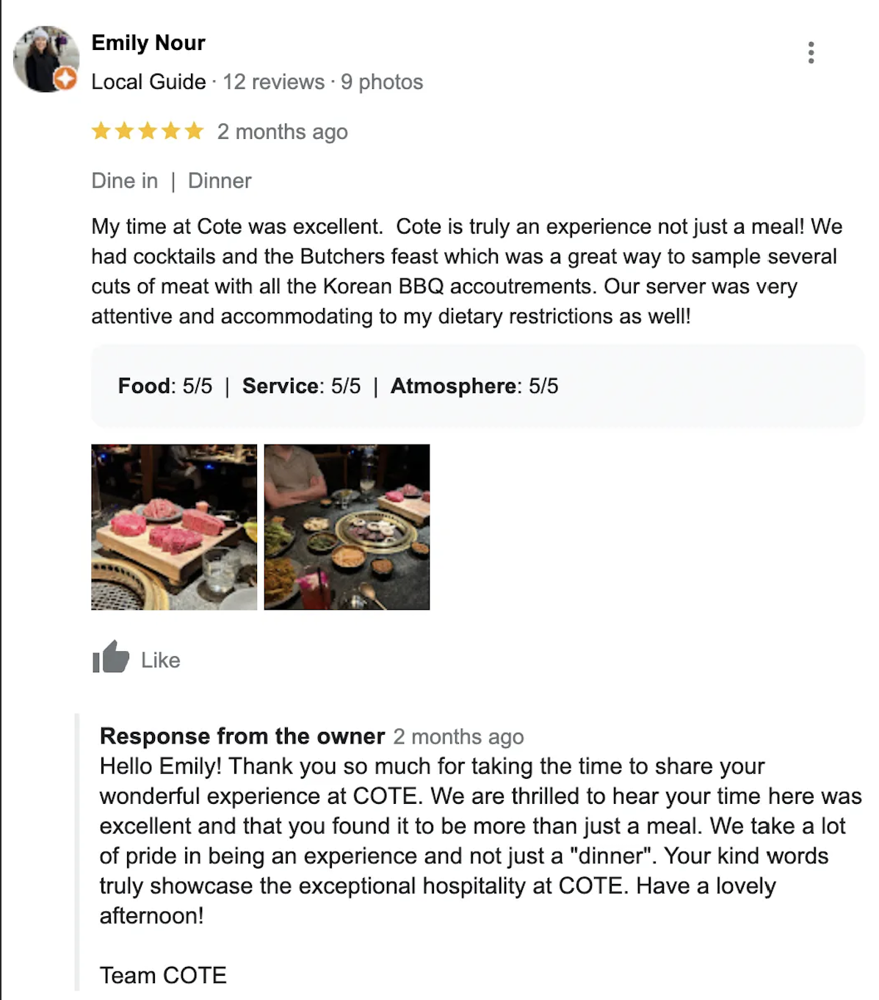 Emily Nour
Local Guide · 12 reviews · 9 photos
2 months ago
Dine in | Dinner
My time at Cote was excellent.  Cote is truly an experience not just a meal! We
had cocktails and the Butchers feast which was a great way to sample several
cuts of meat with all the Korean BBQ accoutrements. Our server was very
attentive and accommodating to my dietary restrictions as well!
Food: 5/5 | Service: 5/5 | Atmosphere: 5/5
Like
Response from the owner 2 months ago
Hello Emily! Thank you so much for taking the time to share your
wonderful experience at COTE. We are thrilled to hear your time here was
excellent and that you found it to be more than just a meal. We take a lot
of pride in being an experience and not just a "dinner". Your kind words
truly showcase the exceptional hospitality at COTE. Have a lovely
afternoon!
Team COTE